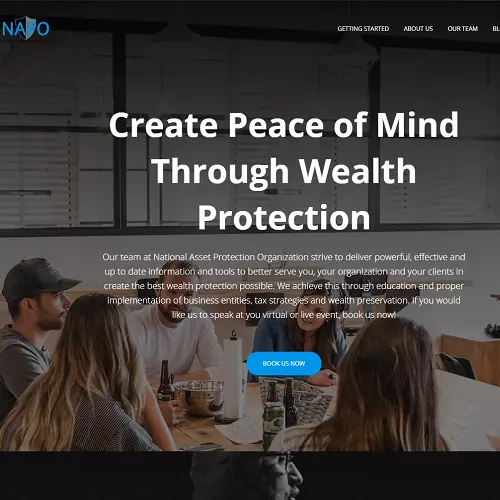 NAPO
GETTING STARTED
ABOUT US
OUR TEAM
BL
Create Peace of Mind
Through Wealth
Protection
Our team at National Asset Protection Organization strive to deliver powerful, effective and
up to date information and tools to better serve you, your organization and your clients in
create the best wealth protection possible. We achieve this through education and proper
implementation of business entities, tax strategies and wealth preservation. If you would
like us to speak at you virtual or live event, book us now!
BOOK US NOW